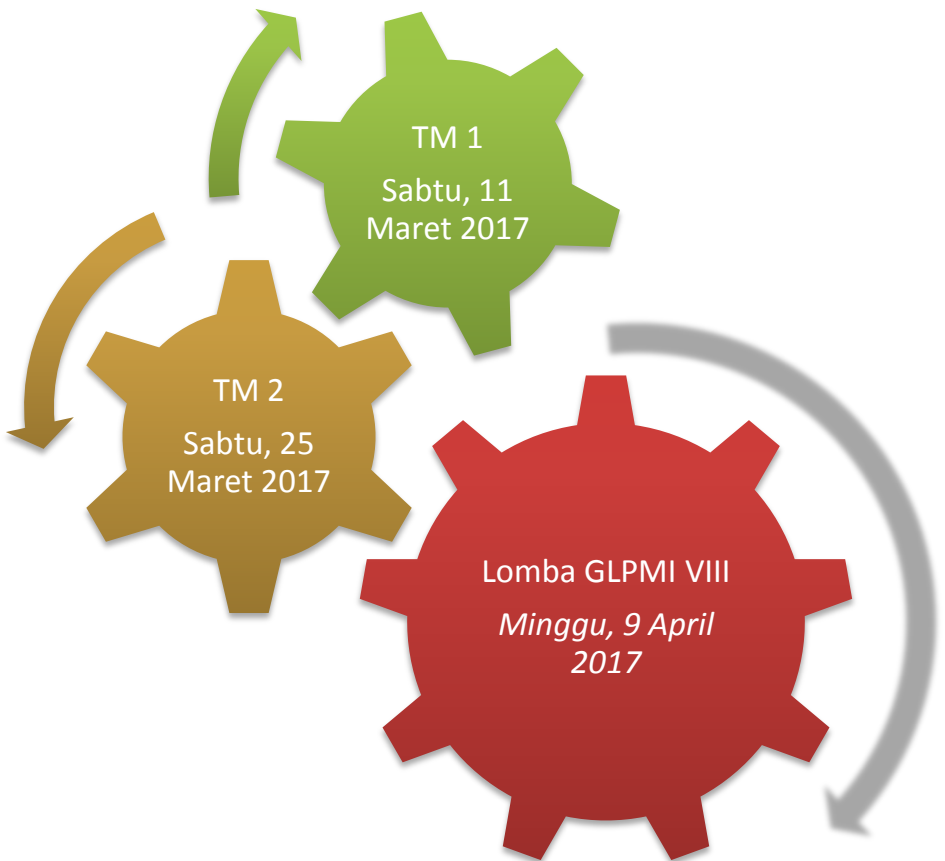 TM 1
Sabtu, 11
Maret 2017
TM 2
Sabtu, 25
Maret 2017
Lomba GLPMI VIII
Minggu, 9 April
2017